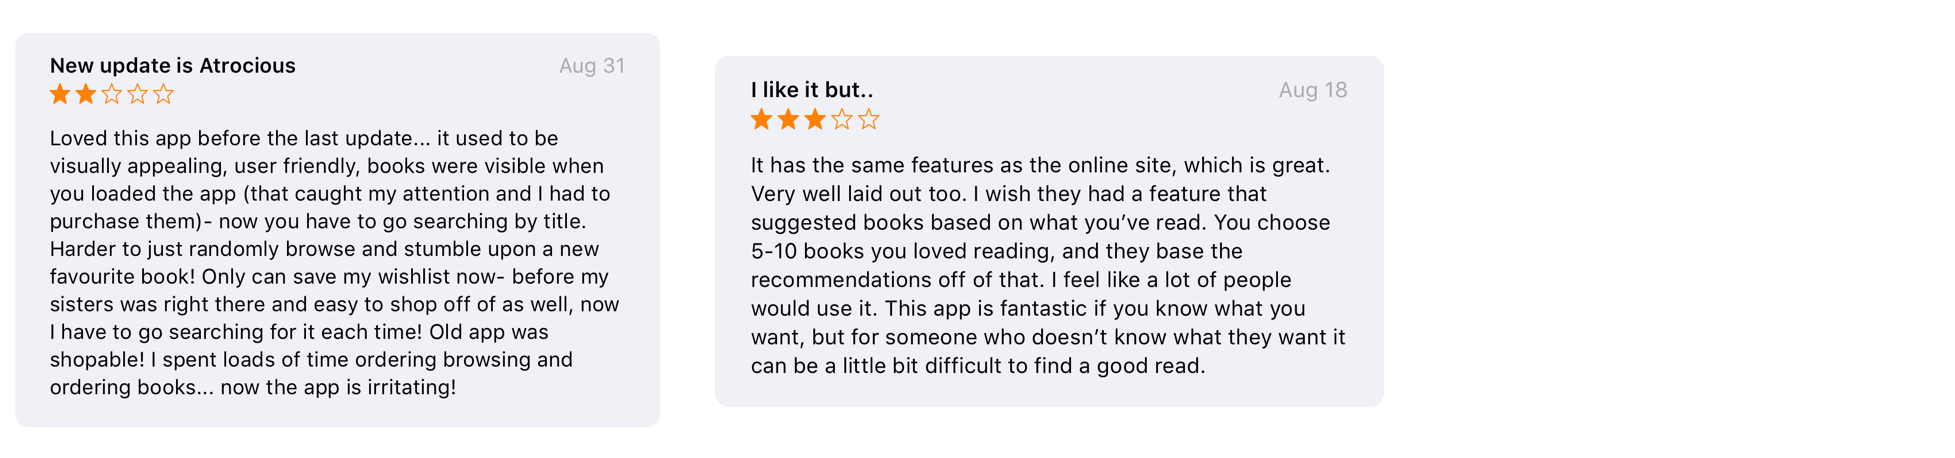 New update is Atrocious
Aug 31
Loved this app before the last update... it used to be
visually appealing, user friendly, books were visible when
you loaded the app (that caught my attention and I had to
purchase them)- now you have to go searching by title.
Harder to just randomly browse and stumble upon a new
favourite book! Only can save my wishlist now- before my
sisters was right there and easy to shop off of as well, now
I have to go searching for it each time! Old app was
shopable! I spent loads of time ordering browsing and
ordering books... now the app is irritating!
I like it but..
Aug 18
It has the same features as the online site, which is great.
Very well laid out too. I wish they had a feature that
suggested books based on what you’ve read. You choose
5-10 books you loved reading, and they base the
recommendations off of that. I feel like a lot of people
would use it. This app is fantastic if you know what you
want, but for someone who doesn’t know what they want it
can be a little bit difficult to find a good read.